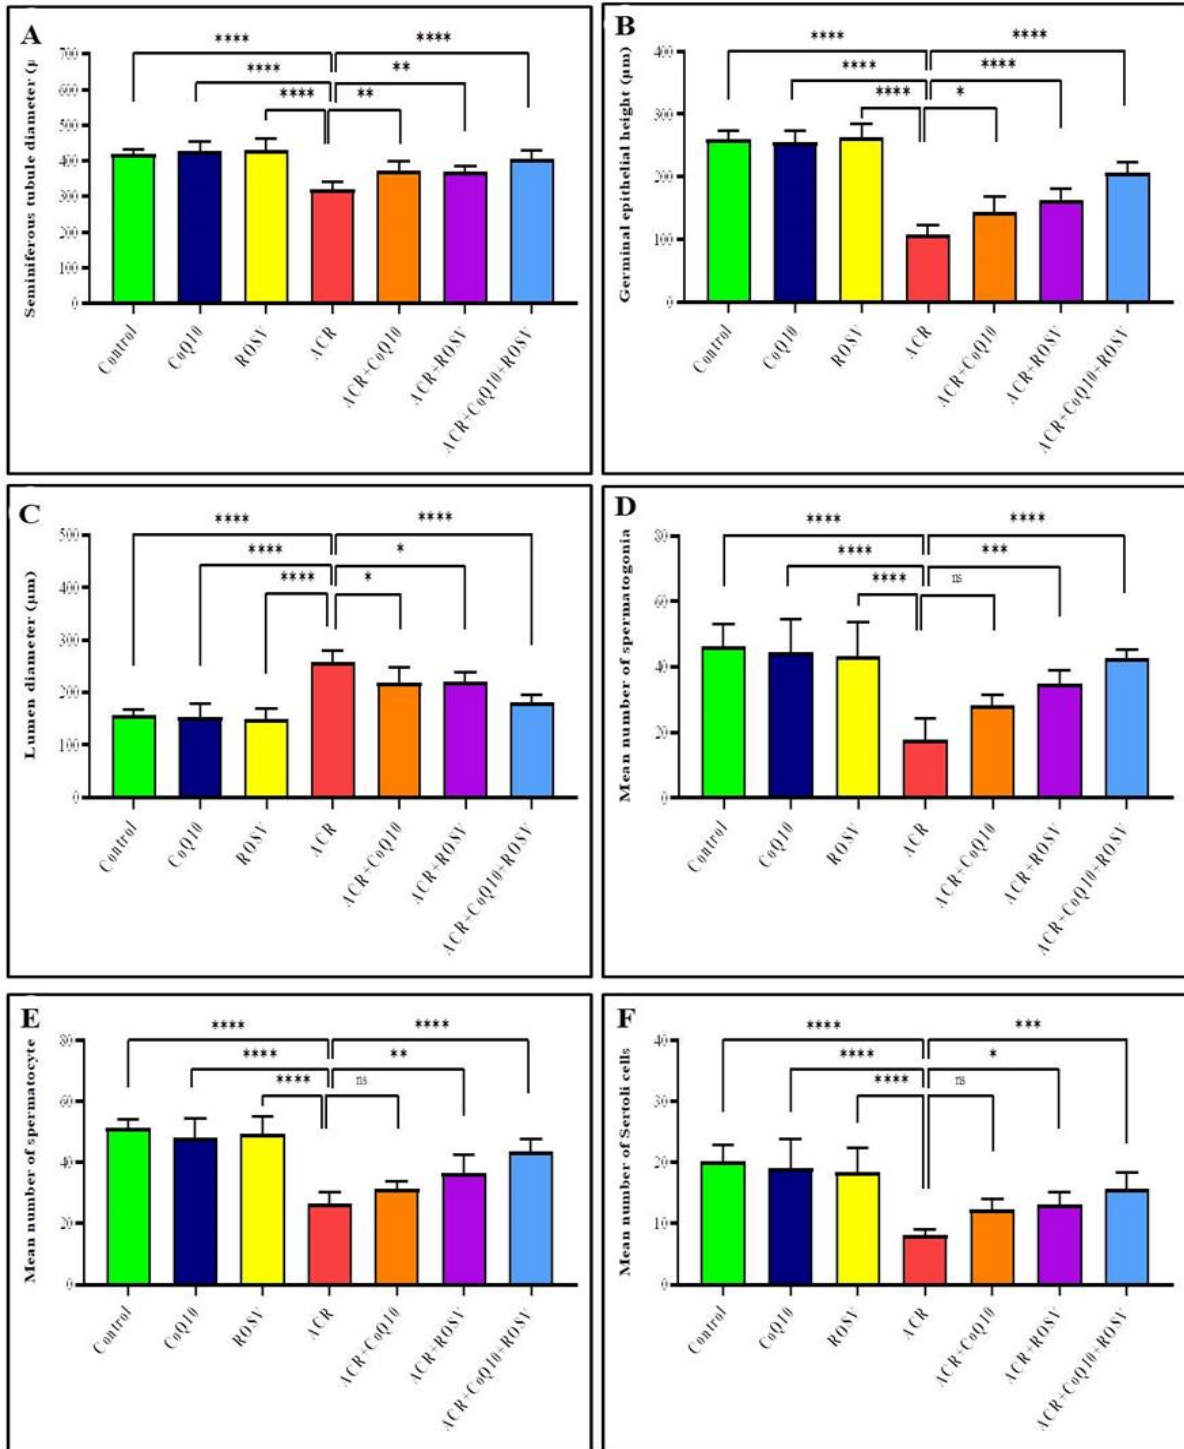 A
Seminiferous tubule diameter (µ
700
600
500
400
300
200
100
0
****
****
****
**
****
**
Control
CoQ10
ROSV
ACR
ACR+CoQ10
ACR+ROSV
ACR+CoQ10+ROSV
B
Germinal epithelial height (µm)
400
300
200
100
0
****
****
****
****
****
*
Control
CoQ10
ROSV
ACR
ACR+CoQ10
ACR+ROSV
ACR+CoQ10+ROSV
C
Lumen diameter (µm)
500
400
300
200
100
0
****
****
****
*
****
*
Control
CoQ10
ROSV
ACR
ACR+CoQ10
ACR+ROSV
ACR+CoQ10+ROSV
D
Mean number of spermatogonia
80
60
40
20
0
****
****
****
***
****
ns
Control
CoQ10
ROSV
ACR
ACR+CoQ10
ACR+ROSV
ACR+CoQ10+ROSV
E
Mean number of spermatocyte
80
60
40
20
0
****
****
****
**
****
ns
Control
CoQ10
ROSV
ACR
ACR+CoQ10
ACR+ROSV
ACR+CoQ10+ROSV
F
Mean number of Sertoli cells
40
30
20
10
0
****
***
****
*
****
ns
Control
CoQ10
ROSV
ACR
ACR+CoQ10
ACR+ROSV
ACR+CoQ10+ROSV